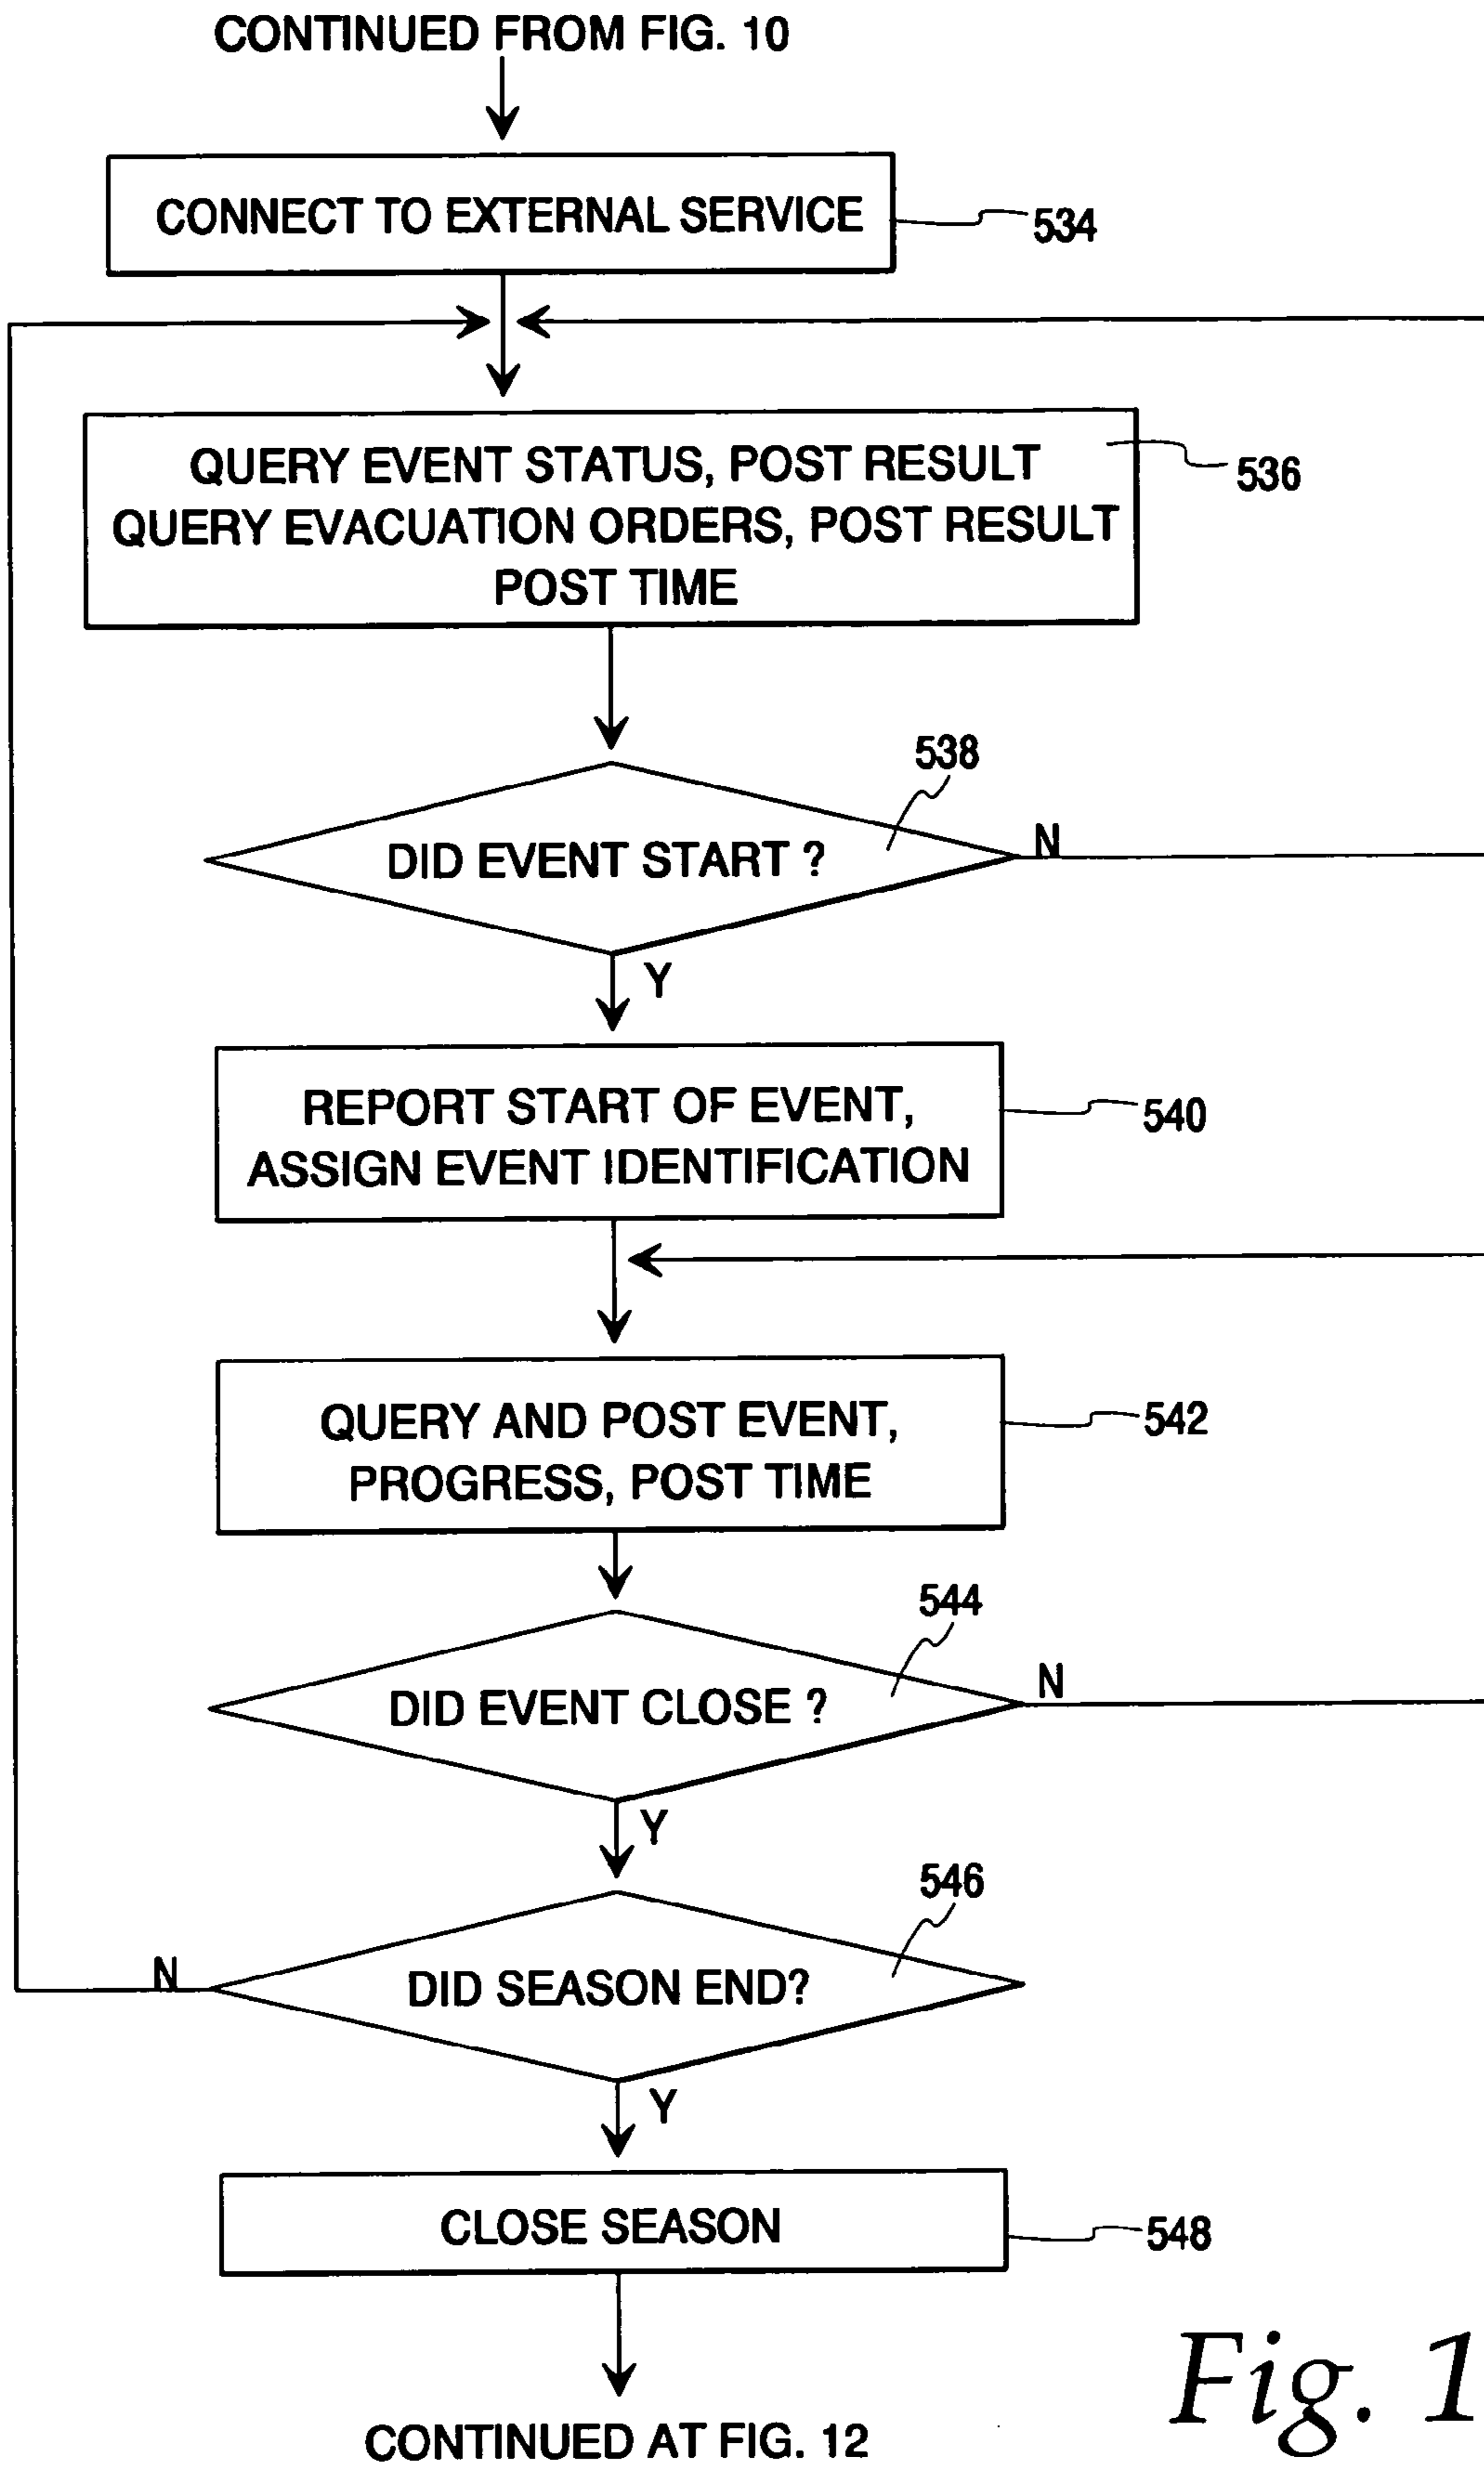 CONTINUED FROM FIG. 10
CONNECT TO EXTERNAL SERVICE
534
QUERY EVENT STATUS, POST RESULT
QUERY EVACUATION ORDERS, POST RESULT
POST TIME
536
538
DID EVENT START ?
N
Y
REPORT START OF EVENT,
ASSIGN EVENT IDENTIFICATION
540
QUERY AND POST EVENT,
PROGRESS, POST TIME
542
544
DID EVENT CLOSE ?
N
Y
546
N
DID SEASON END?
Y
CLOSE SEASON
548
Fig. 1
CONTINUED AT FIG. 12